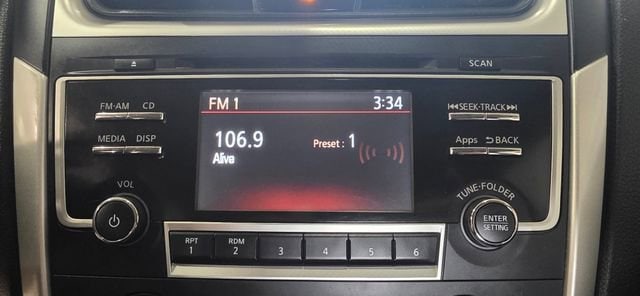 SCAN
FM·AM CD
MEDIA DISP
VOL
FM 1 3:34
106.9 Preset : 1
Alive
SEEK·TRACK
Apps BACK
TUNE·FOLDER
ENTER
SETTING
RPT RDM
1 2 3 4 5 6